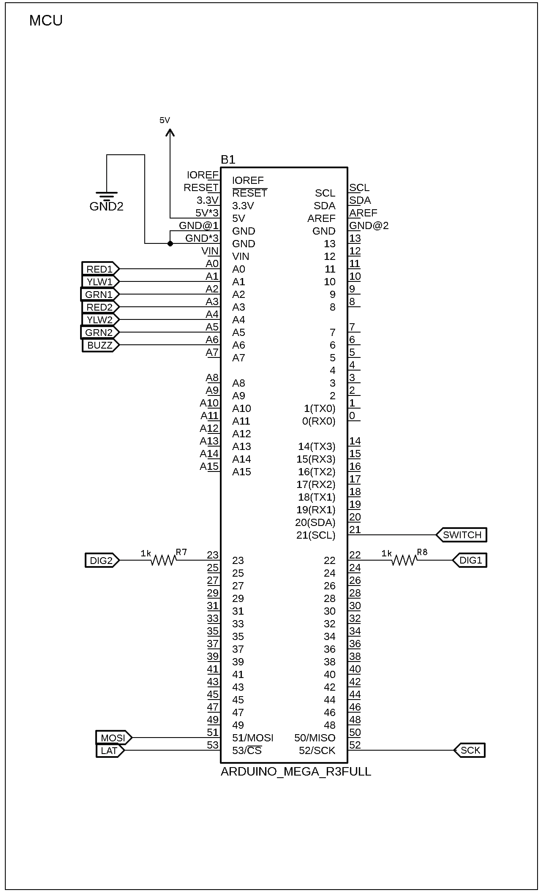 MCU
5V
GND2
B1
IOREF IOREF
RESET RESET SCL SCL
3.3V 3.3V SDA SDA
5V*3 5V AREF AREF
GND@1 GND GND GND@2
GND*3 GND 13 13
VIN VIN 12 12
RED1 A0 A0 11 11
YLW1 A1 A1 10 10
GRN1 A2 A2 9 9
RED2 A3 A3 8 8
YLW2 A4 A4
GRN2 A5 A5 7 7
BUZZ A6 A6 6 6
A7 A7 5 5
4 4
A8 A8 3 3
A9 A9 2 2
A10 A10 1(TX0) 1
A11 A11 0(RX0) 0
A12 A12
A13 A13 14(TX3) 14
A14 A14 15(RX3) 15
A15 A15 16(TX2) 16
17(RX2) 17
18(TX1) 18
19(RX1) 19
20(SDA) 20
21(SCL) 21 SWITCH
DIG2 1k R7 23 23 22 22 1k R8 DIG1
25 25 24 24
27 27 26 26
29 29 28 28
31 31 30 30
33 33 32 32
35 35 34 34
37 37 36 36
39 39 38 38
41 41 40 40
43 43 42 42
45 45 44 44
47 47 46 46
49 49 48 48
MOSI 51 51/MOSI 50/MISO 50
LAT 53 53/CS 52/SCK 52 SCK
ARDUINO_MEGA_R3FULL